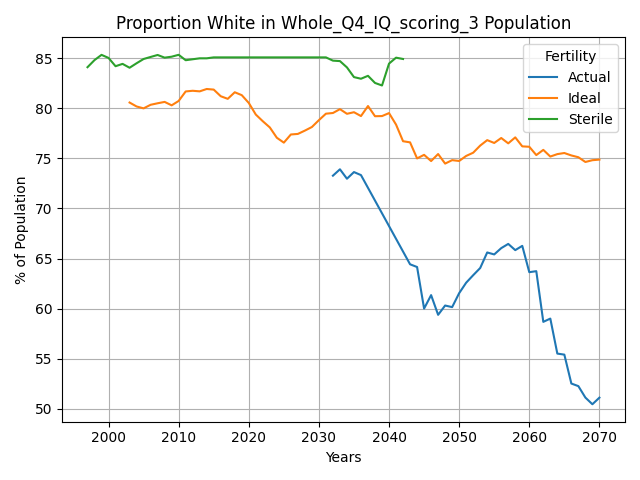 Proportion White in Whole_Q4_IQ_scoring_3 Population
% of Population
85
80
75
70
65
60
55
50
Fertility
Actual
Ideal
Sterile
2000 2010 2020 2030 2040 2050 2060 2070
Years